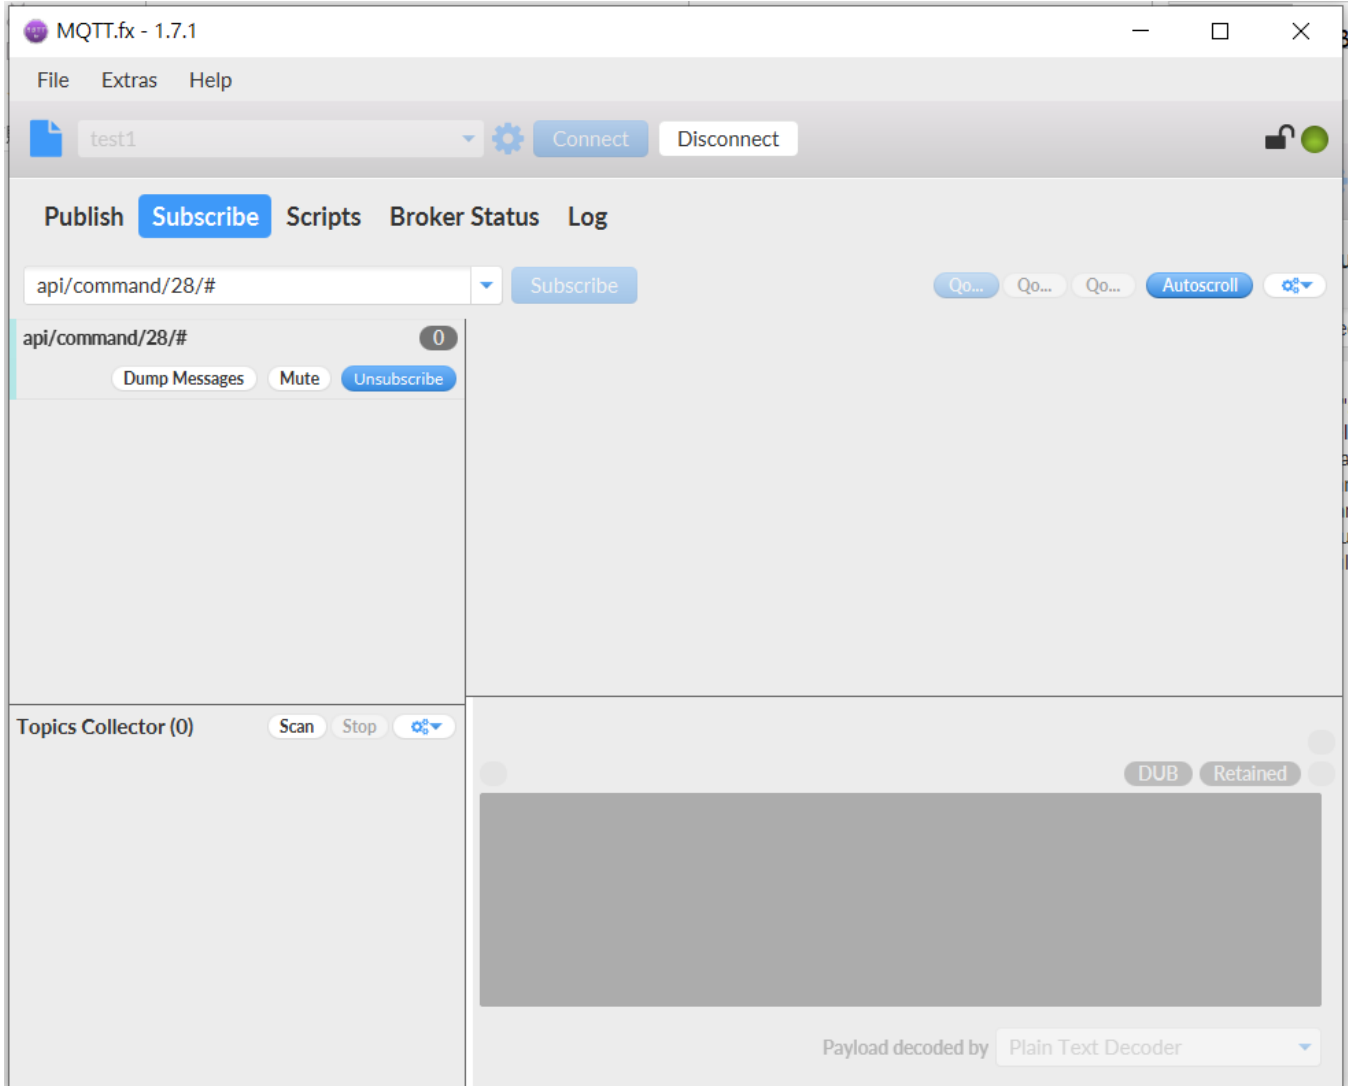 MQTT.fx - 1.7.1
File Extras Help
test1 Connect Disconnect
Publish Subscribe Scripts Broker Status Log
api/command/28/# Subscribe Qo... Qo... Qo... Autoscroll
api/command/28/# 0
Dump Messages Mute Unsubscribe
Topics Collector (0) Scan Stop
DUB Retained
Payload decoded by Plain Text Decoder